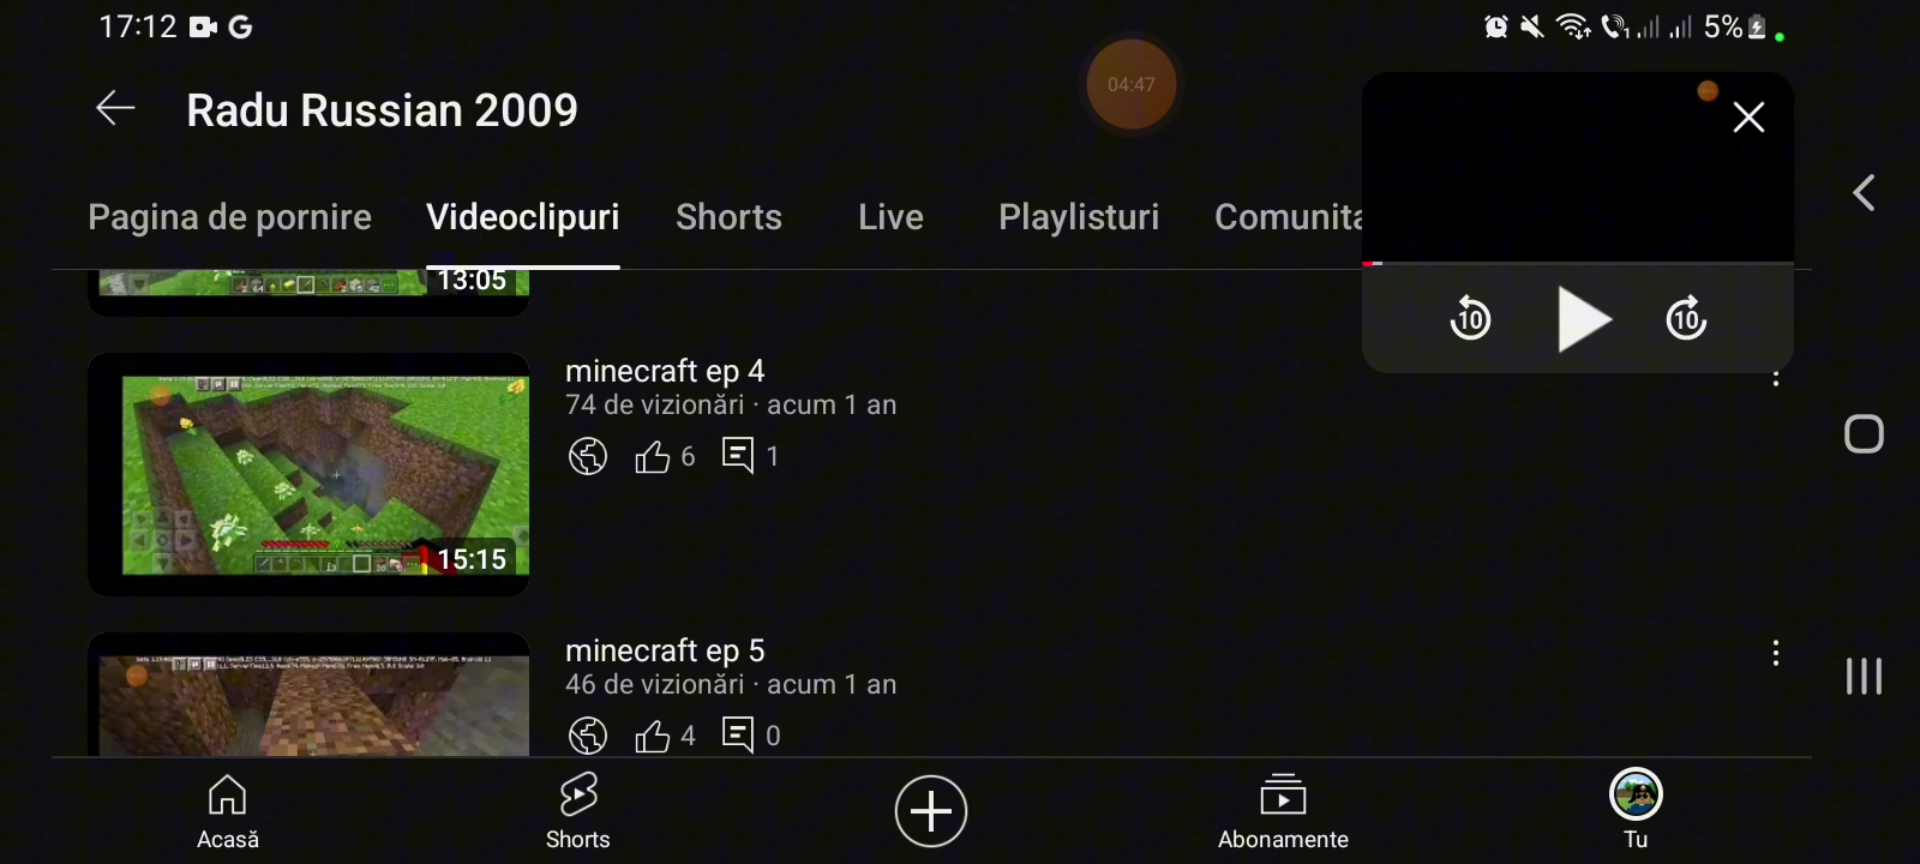 17:12 G 5%
04:47
Radu Russian 2009
Pagina de pornire Videoclipuri Shorts Live Playlisturi Comunita
13:05
10 10
minecraft ep 4
74 de vizionări · acum 1 an
6 1
15:15
minecraft ep 5
46 de vizionări · acum 1 an
4 0
Acasă Shorts Abonamente Tu